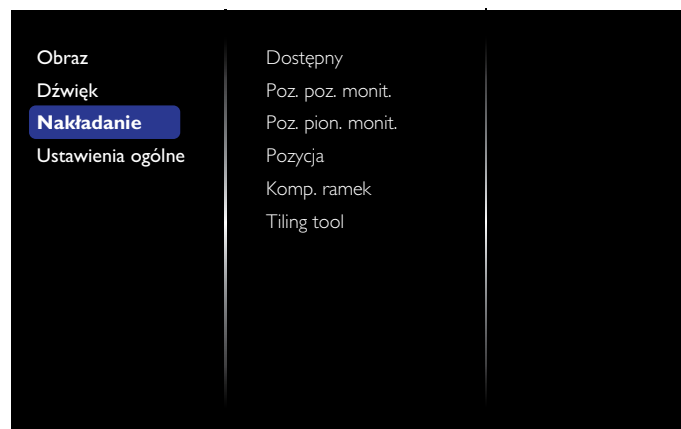 Obraz
Dźwięk
Nakładanie
Ustawienia ogólne
Dostępny
Poz. poz. monit.
Poz. pion. monit.
Pozycja
Komp. ramek
Tiling tool